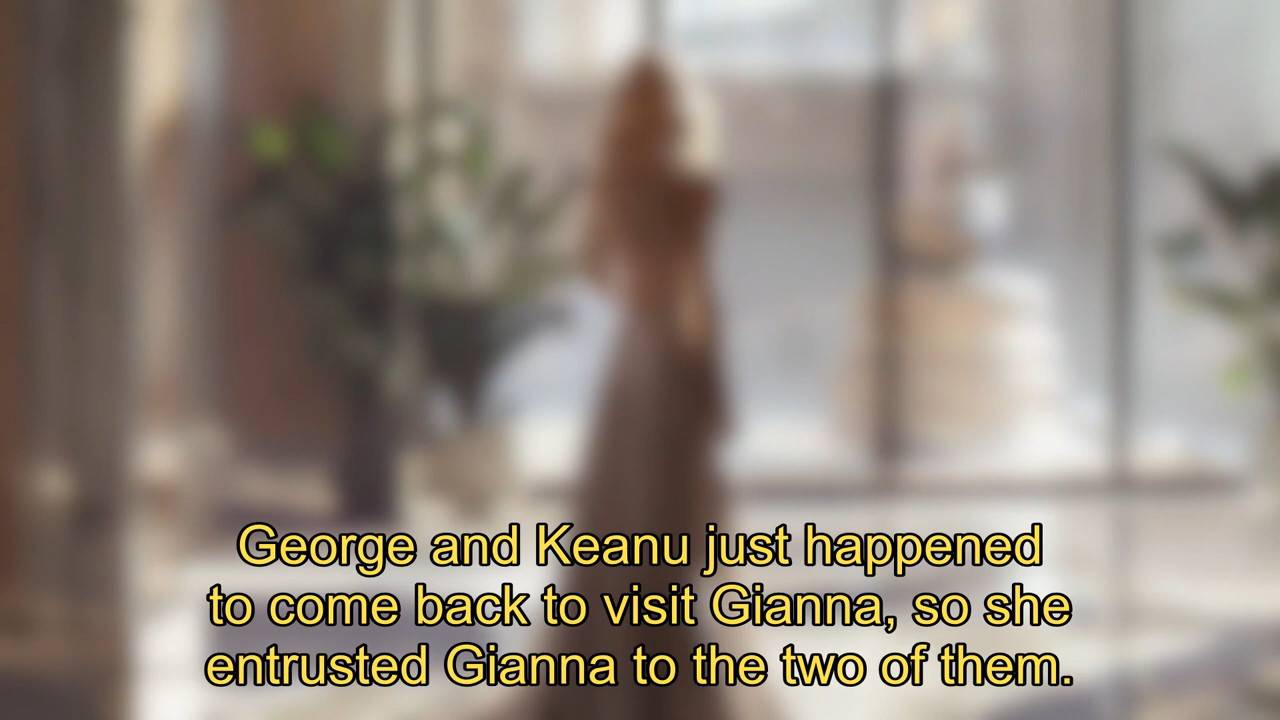 George and Keanu just happened
to come back to visit Gianna, so she
entrusted Gianna to the two of them.